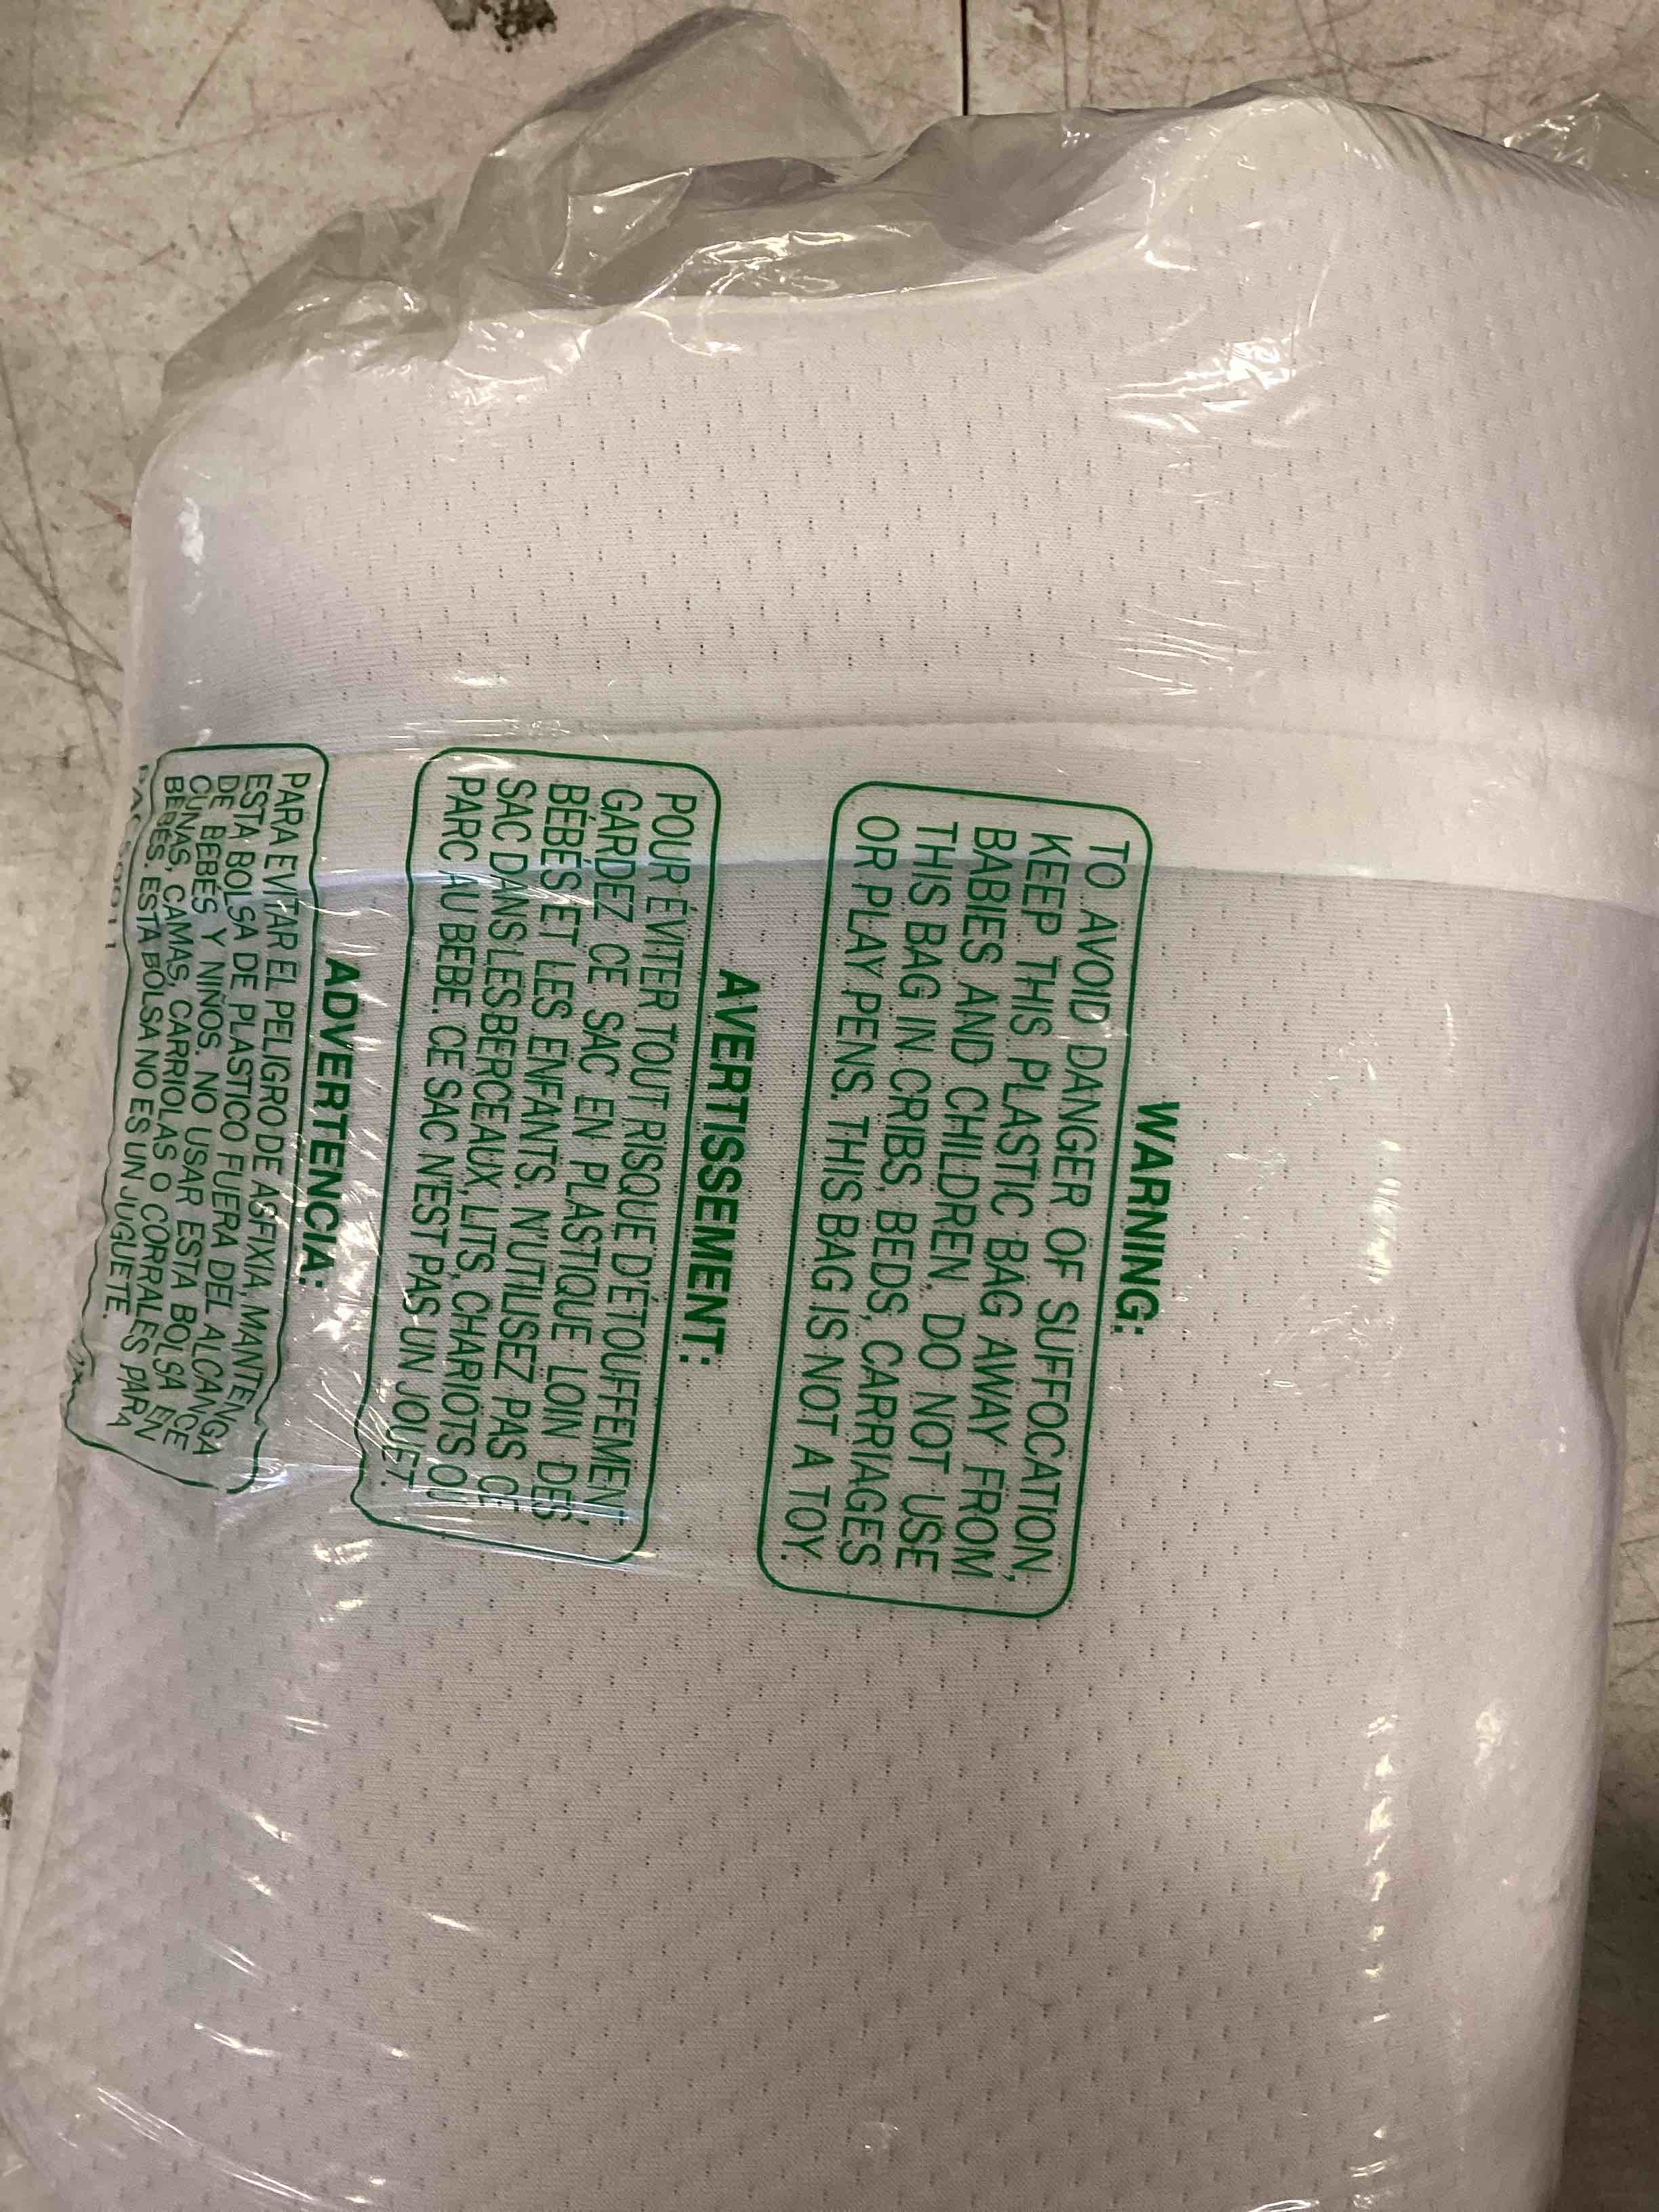 WARNING:
TO AVOID DANGER OF SUFFOCATION,
KEEP THIS PLASTIC BAG AWAY FROM
BABIES AND CHILDREN. DO NOT USE
THIS BAG IN CRIBS, BEDS, CARRIAGES
OR PLAY PENS. THIS BAG IS NOT A TOY.
AVERTISSEMENT:
POUR ÉVITER TOUT RISQUE D'ÉTOUFFEMENT
GARDEZ CE SAC EN PLASTIQUE LOIN DES
BÉBÉS ET LES ENFANTS. N'UTILISEZ PAS CE
SAC DANS LES BERCEAUX, LITS, CHARIOTS OU
PARC AU BEBE. CE SAC N'EST PAS UN JOUET.
ADVERTENCIA:
PARA EVITAR EL PELIGRO DE ASFIXIA, MANTENGA
ESTA BOLSA DE PLASTICO FUERA DEL ALCANCE
DE BEBÉS Y NIÑOS. NO USAR ESTA BOLSA EN
CUNAS, CAMAS, CARRIOLAS O CORRALES PARA
BEBÉS, ESTA BOLSA NO ES UN JUGUETE.